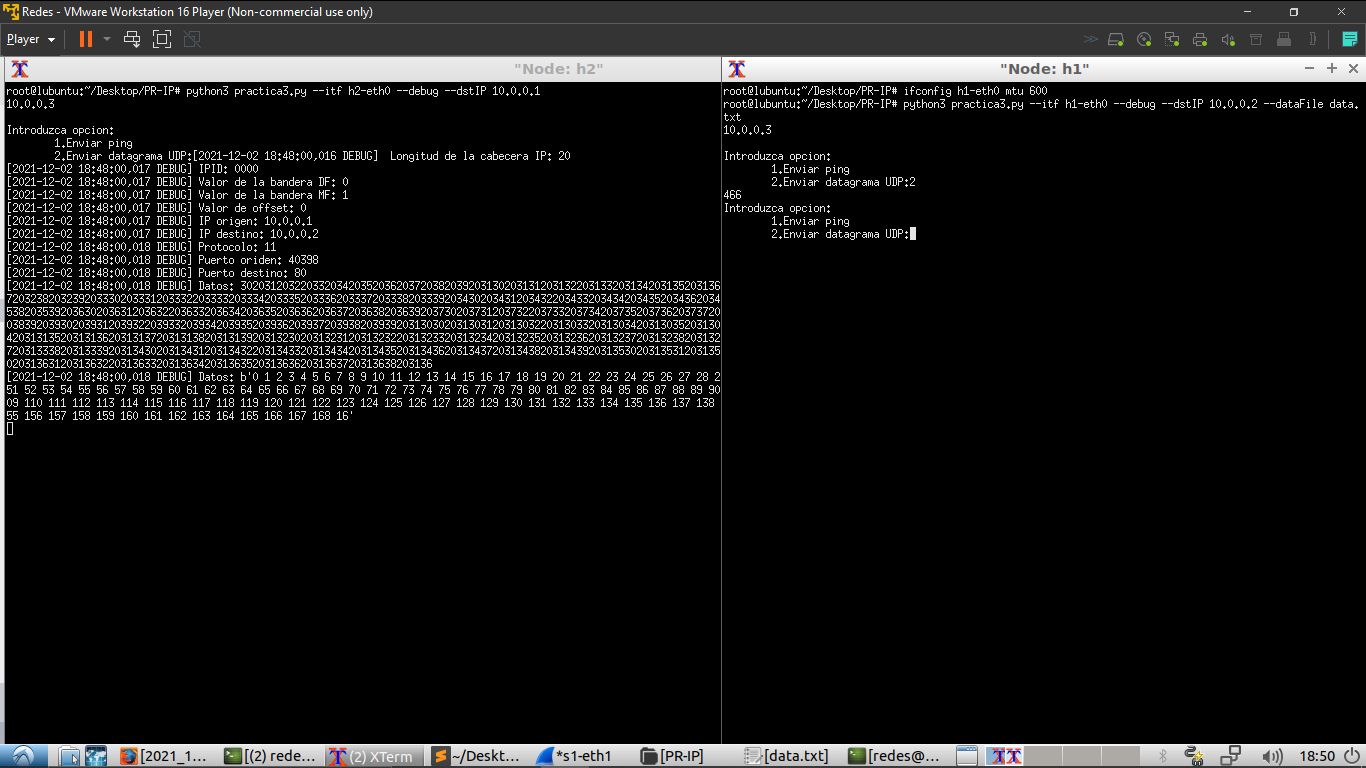 Redes - VMware Workstation 16 Player (Non-commercial use only)
Player
"Node: h2"
root@lubuntu:~/Desktop/PR-IP# python3 practica3.py --itf h2-eth0 --debug --dstIP 10.0.0.1
10.0.0.3
Introduzca opcion:
1.Enviar ping
2.Enviar datagrama UDP:[2021-12-02 18:48:00,016 DEBUG] Longitud de la cabecera IP: 20
[2021-12-02 18:48:00,017 DEBUG] IPID: 0000
[2021-12-02 18:48:00,017 DEBUG] Valor de la bandera DF: 0
[2021-12-02 18:48:00,017 DEBUG] Valor de la bandera MF: 1
[2021-12-02 18:48:00,017 DEBUG] Valor de offset: 0
[2021-12-02 18:48:00,017 DEBUG] IP origen: 10.0.0.1
[2021-12-02 18:48:00,017 DEBUG] IP destino: 10.0.0.2
[2021-12-02 18:48:00,018 DEBUG] Protocolo: 11
[2021-12-02 18:48:00,018 DEBUG] Puerto oriden: 40398
[2021-12-02 18:48:00,018 DEBUG] Puerto destino: 80
[2021-12-02 18:48:00,018 DEBUG] Datos:
[2021-12-02 18:48:00,018 DEBUG] Datos: b'0 1 2 3 4 5 6 7 8 9 10 11 12 13 14 15 16 17 18 19 20 21 22 23 24 25 26 27 28 2
51 52 53 54 55 56 57 58 59 60 61 62 63 64 65 66 67 68 69 70 71 72 73 74 75 76 77 78 79 80 81 82 83 84 85 86 87 88 89 90
09 110 111 112 113 114 115 116 117 118 119 120 121 122 123 124 125 126 127 128 129 130 131 132 133 134 135 136 137 138
55 156 157 158 159 160 161 162 163 164 165 166 167 168 16'
"Node: h1"
root@lubuntu:~/Desktop/PR-IP# ifconfig h1-eth0 mtu 600
root@lubuntu:~/Desktop/PR-IP# python3 practica3.py --itf h1-eth0 --debug --dstIP 10.0.0.2 --dataFile data.
txt
10.0.0.3
Introduzca opcion:
1.Enviar ping
2.Enviar datagrama UDP:2
466
Introduzca opcion:
1.Enviar ping
2.Enviar datagrama UDP:
[2021_1...
[(2) rede...
(2) XTerm
~/Deskt...
*s1-eth1
[PR-IP]
[data.txt]
[redes@...
18:50